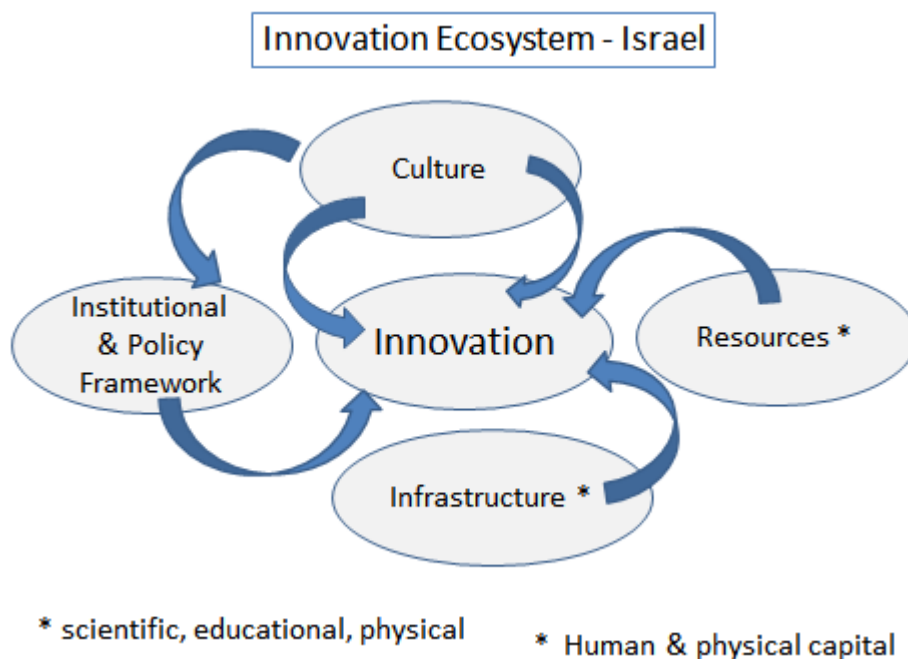 Innovation Ecosystem - Israel
Culture
Institutional
& Policy
Framework
Innovation
Resources *
Infrastructure *
* scientific, educational, physical
* Human & physical capital